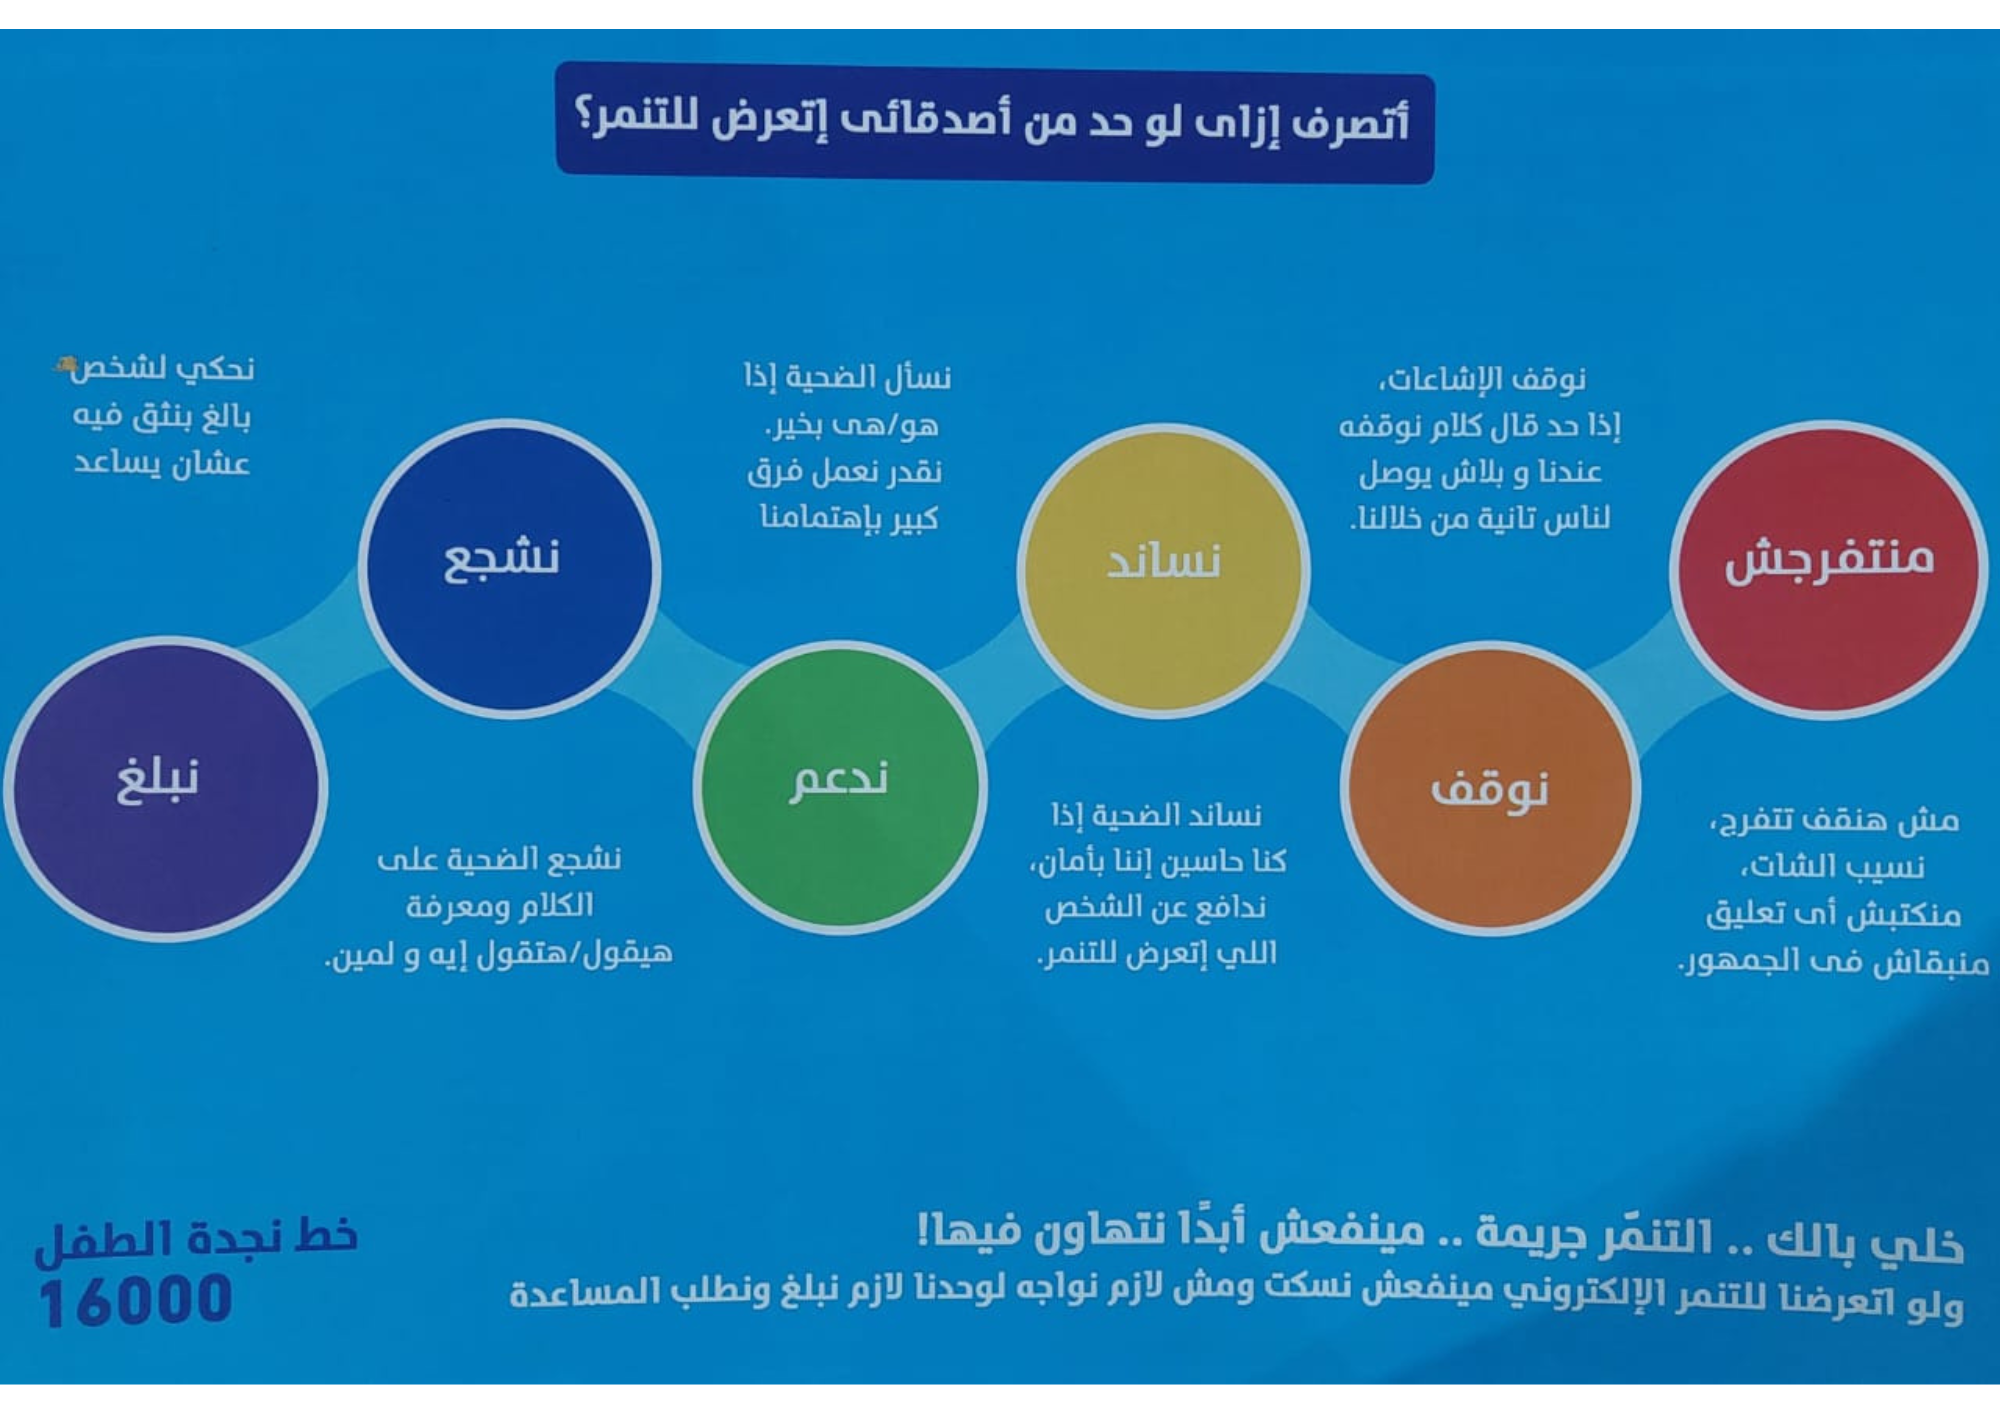 أتصرف إزاى لو حد من أصدقائى إتعرض للتنمر؟
منتفرجش
مش هنقف تتفرج،
نسيب الشات،
منكتبش أى تعليق
منبقاش فى الجمهور.
نوقف الإشاعات،
إذا حد قال كلام نوقفه
عندنا و بلاش يوصل
لناس تانية من خلالنا.
نوقف
نساند
نساند الضحية إذا
كنا حاسين إننا بأمان،
ندافع عن الشخص
اللي إتعرض للتنمر.
نسأل الضحية إذا
هو/هى بخير.
نقدر نعمل فرق
كبير بإهتمامنا
ندعم
نشجع
نشجع الضحية على
الكلام ومعرفة
هيقول/هتقول إيه و لمين.
نحكي لشخص
بالغ بنثق فيه
عشان يساعد
نبلغ
خلي بالك .. التنمّر جريمة .. مينفعش أبدًا نتهاون فيها!
ولو اتعرضنا للتنمر الإلكتروني مينفعش نسكت ومش لازم نواجه لوحدنا لازم نبلغ ونطلب المساعدة
خط نجدة الطفل
16000